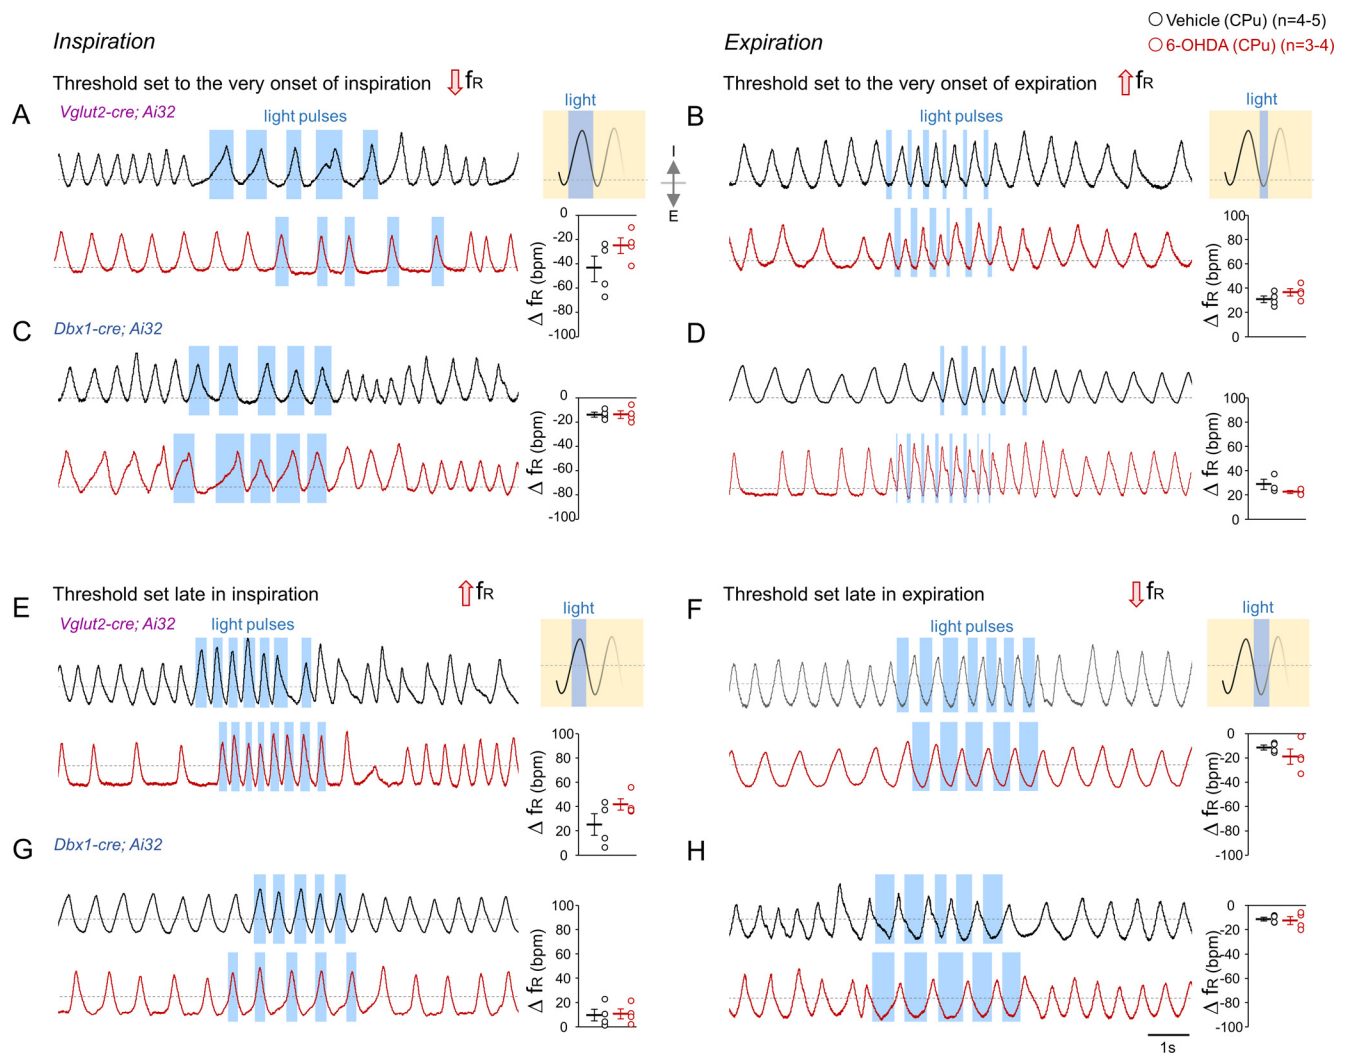 ○ Vehicle (CPu) (n=4-5)
○ 6-OHDA (CPu) (n=3-4)
Inspiration
Expiration
Threshold set to the very onset of inspiration fR
Threshold set to the very onset of expiration fR
A
Vglut2-cre; Ai32
light pulses
light
B
light pulses
light
I
E
0
-20
-40
-60
-80
-100
Δ fR (bpm)
100
80
60
40
20
0
Δ fR (bpm)
C
Dbx1-cre; Ai32
0
-20
-40
-60
-80
-100
Δ fR (bpm)
D
100
80
60
40
20
0
Δ fR (bpm)
Threshold set late in inspiration fR
Threshold set late in expiration fR
E
Vglut2-cre; Ai32
light pulses
light
100
80
60
40
20
0
Δ fR (bpm)
F
light pulses
light
0
-20
-40
-60
-80
-100
Δ fR (bpm)
G
Dbx1-cre; Ai32
100
80
60
40
20
0
Δ fR (bpm)
H
0
-20
-40
-60
-80
-100
Δ fR (bpm)
1s